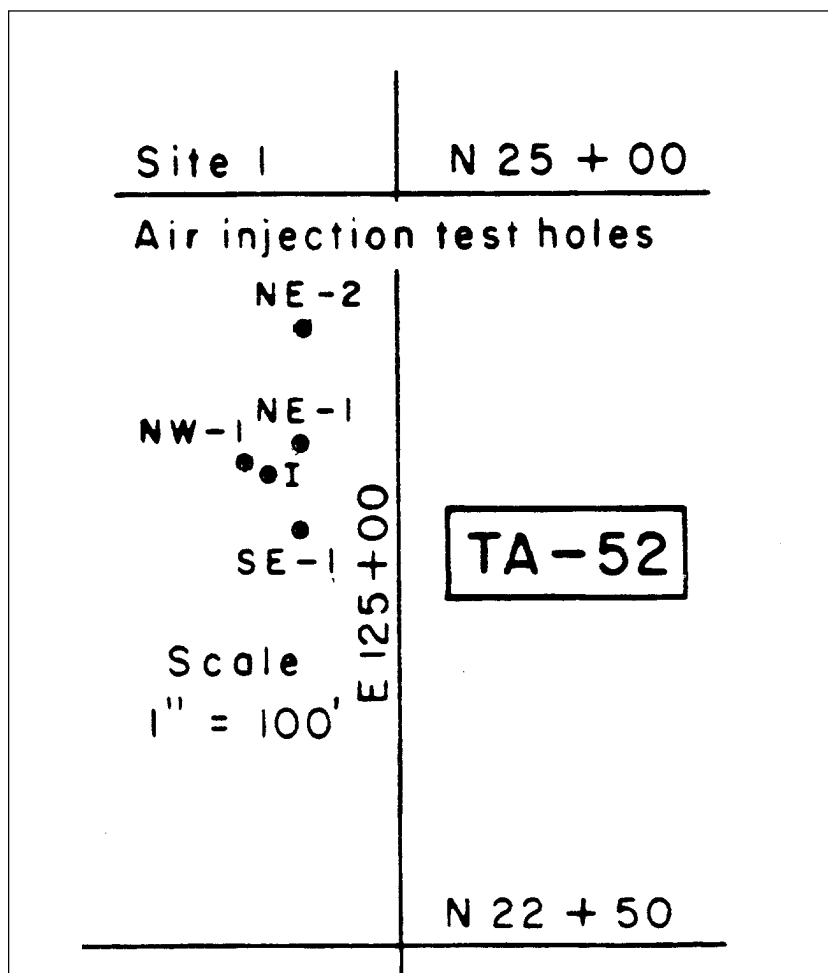 Site 1
N 25 + 00
Air injection test holes
NE-2
NE-1
NW-1
I
SE-1
E 125+00
TA-52
Scale
1" = 100'
N 22 + 50